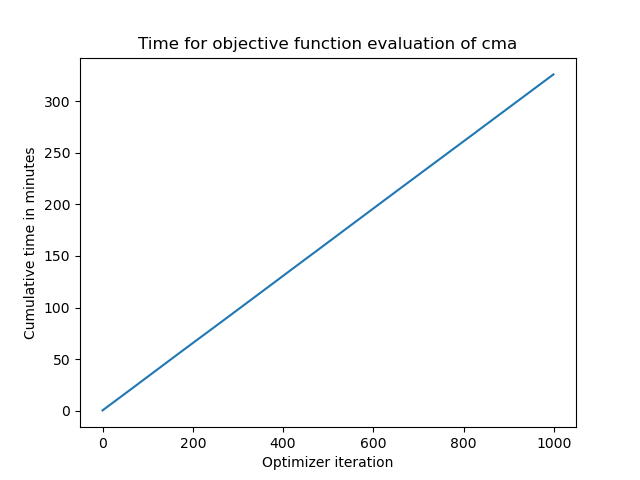 Time for objective function evaluation of cma
Cumulative time in minutes
300
250
200
150
100
50
0
0 200 400 600 800 1000
Optimizer iteration